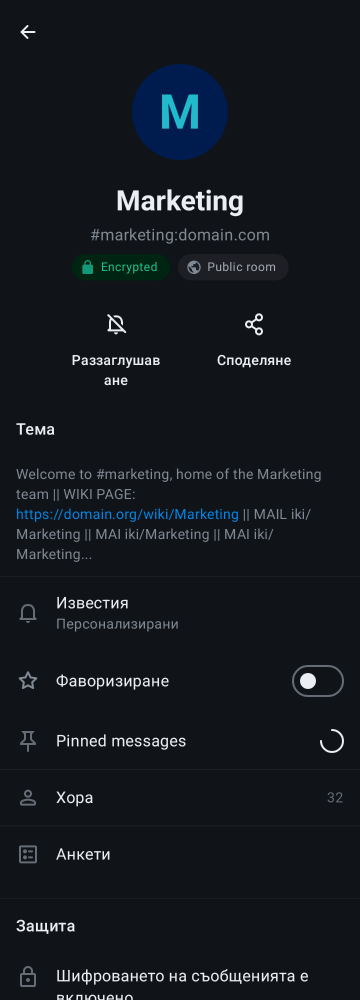 M
Marketing
#marketing:domain.com
Encrypted
Public room
Раззаглушав
ане
Споделяне
Тема
Welcome to #marketing, home of the Marketing
team || WIKI PAGE:
https://domain.org/wiki/Marketing || MAIL iki/
Marketing || MAI iki/Marketing || MAI iki/
Marketing...
Известия
Персонализирани
Фаворизиране
Pinned messages
Хора
32
Анкети
Защита
Шифроването на съобщенията е
включено